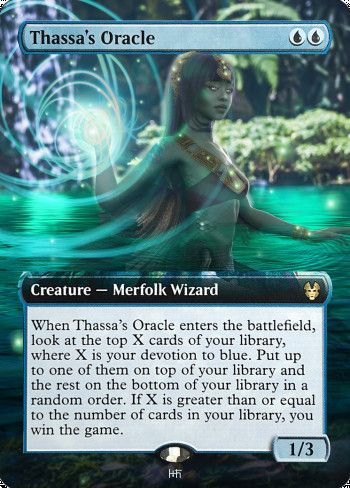 Thassa's Oracle
Creature — Merfolk Wizard
When Thassa's Oracle enters the battlefield,
look at the top X cards of your library,
where X is your devotion to blue. Put up
to one of them on top of your library and
the rest on the bottom of your library in a
random order. If X is greater than or equal
to the number of cards in your library, you
win the game.
1/3